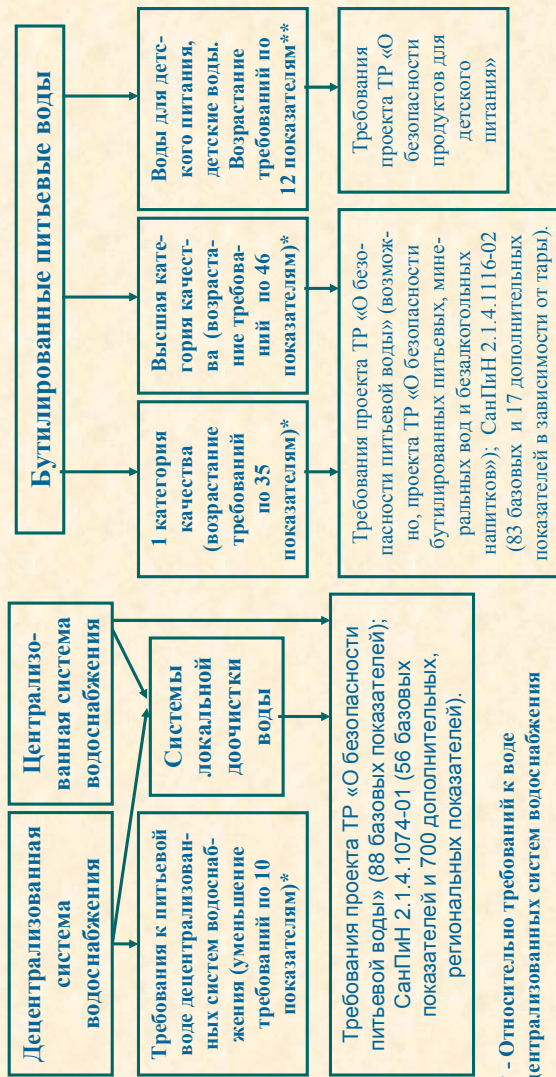 Децентрализованная
система
водоснабжения
Централизо-
ванная система
водоснабжения
Бутилированные питьевые воды
Требования к питьевой
воде децентрализован-
ных систем водоснаб-
жения (уменьшение
требований по 10
показателям)*
Системы
локальной
доочистки
воды
1 категория
качества
(возрастание
требований
по 35
показателям)*
Высшая кате-
гория качест-
ва (возраста-
ние требова-
ний по 46
показателям)*
Воды для детс-
кого питания,
детские воды.
Возрастание
требований по
12 показателям**
Требования проекта ТР «О безопасности
питьевой воды» (88 базовых показателей);
СанПиН 2.1.4.1074-01 (56 базовых
показателей и 700 дополнительных,
региональных показателей).
Требования проекта ТР «О безо-
пасности питьевой воды» (возмож-
но, проекта ТР «О безопасности
бутилированных питьевых, мине-
ральных вод и безалкогольных
напитков»); СанПиН 2.1.4.1116-02
(83 базовых и 17 дополнительных
показателей в зависимости от тары).
Требования
проекта ТР «О
безопасности
продуктов для
детского
питания»
- Относительно требований к воде
централизованных систем водоснабжения